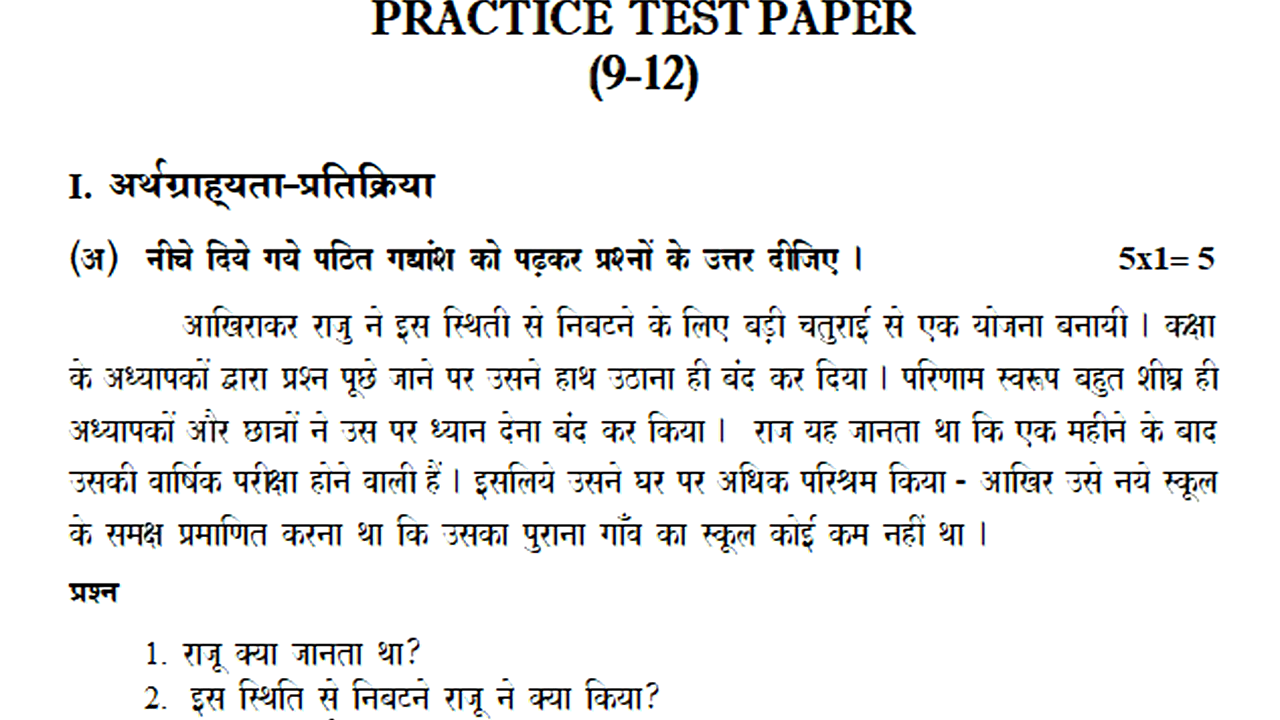 PRACTICE TEST PAPER
(9-12)
I. अर्थग्राह्यता-प्रतिक्रिया
(अ) नीचे दिये गये पठित गद्यांश को पढ़कर प्रश्नों के उत्तर दीजिए । 5x1= 5
आखिराकर राजु ने इस स्थिती से निबटने के लिए बड़ी चतुराई से एक योजना बनायी । कक्षा
के अध्यापकों द्वारा प्रश्न पूछे जाने पर उसने हाथ उठाना ही बंद कर दिया । परिणाम स्वरूप बहुत शीघ्र ही
अध्यापकों और छात्रों ने उस पर ध्यान देना बंद कर किया । राज यह जानता था कि एक महीने के बाद
उसकी वार्षिक परीक्षा होने वाली हैं । इसलिये उसने घर पर अधिक परिश्रम किया - आखिर उसे नये स्कूल
के समक्ष प्रमाणित करना था कि उसका पुराना गाँव का स्कूल कोई कम नहीं था ।
प्रश्न
1. राजू क्या जानता था?
2. इस स्थिति से निबटने राजू ने क्या किया?